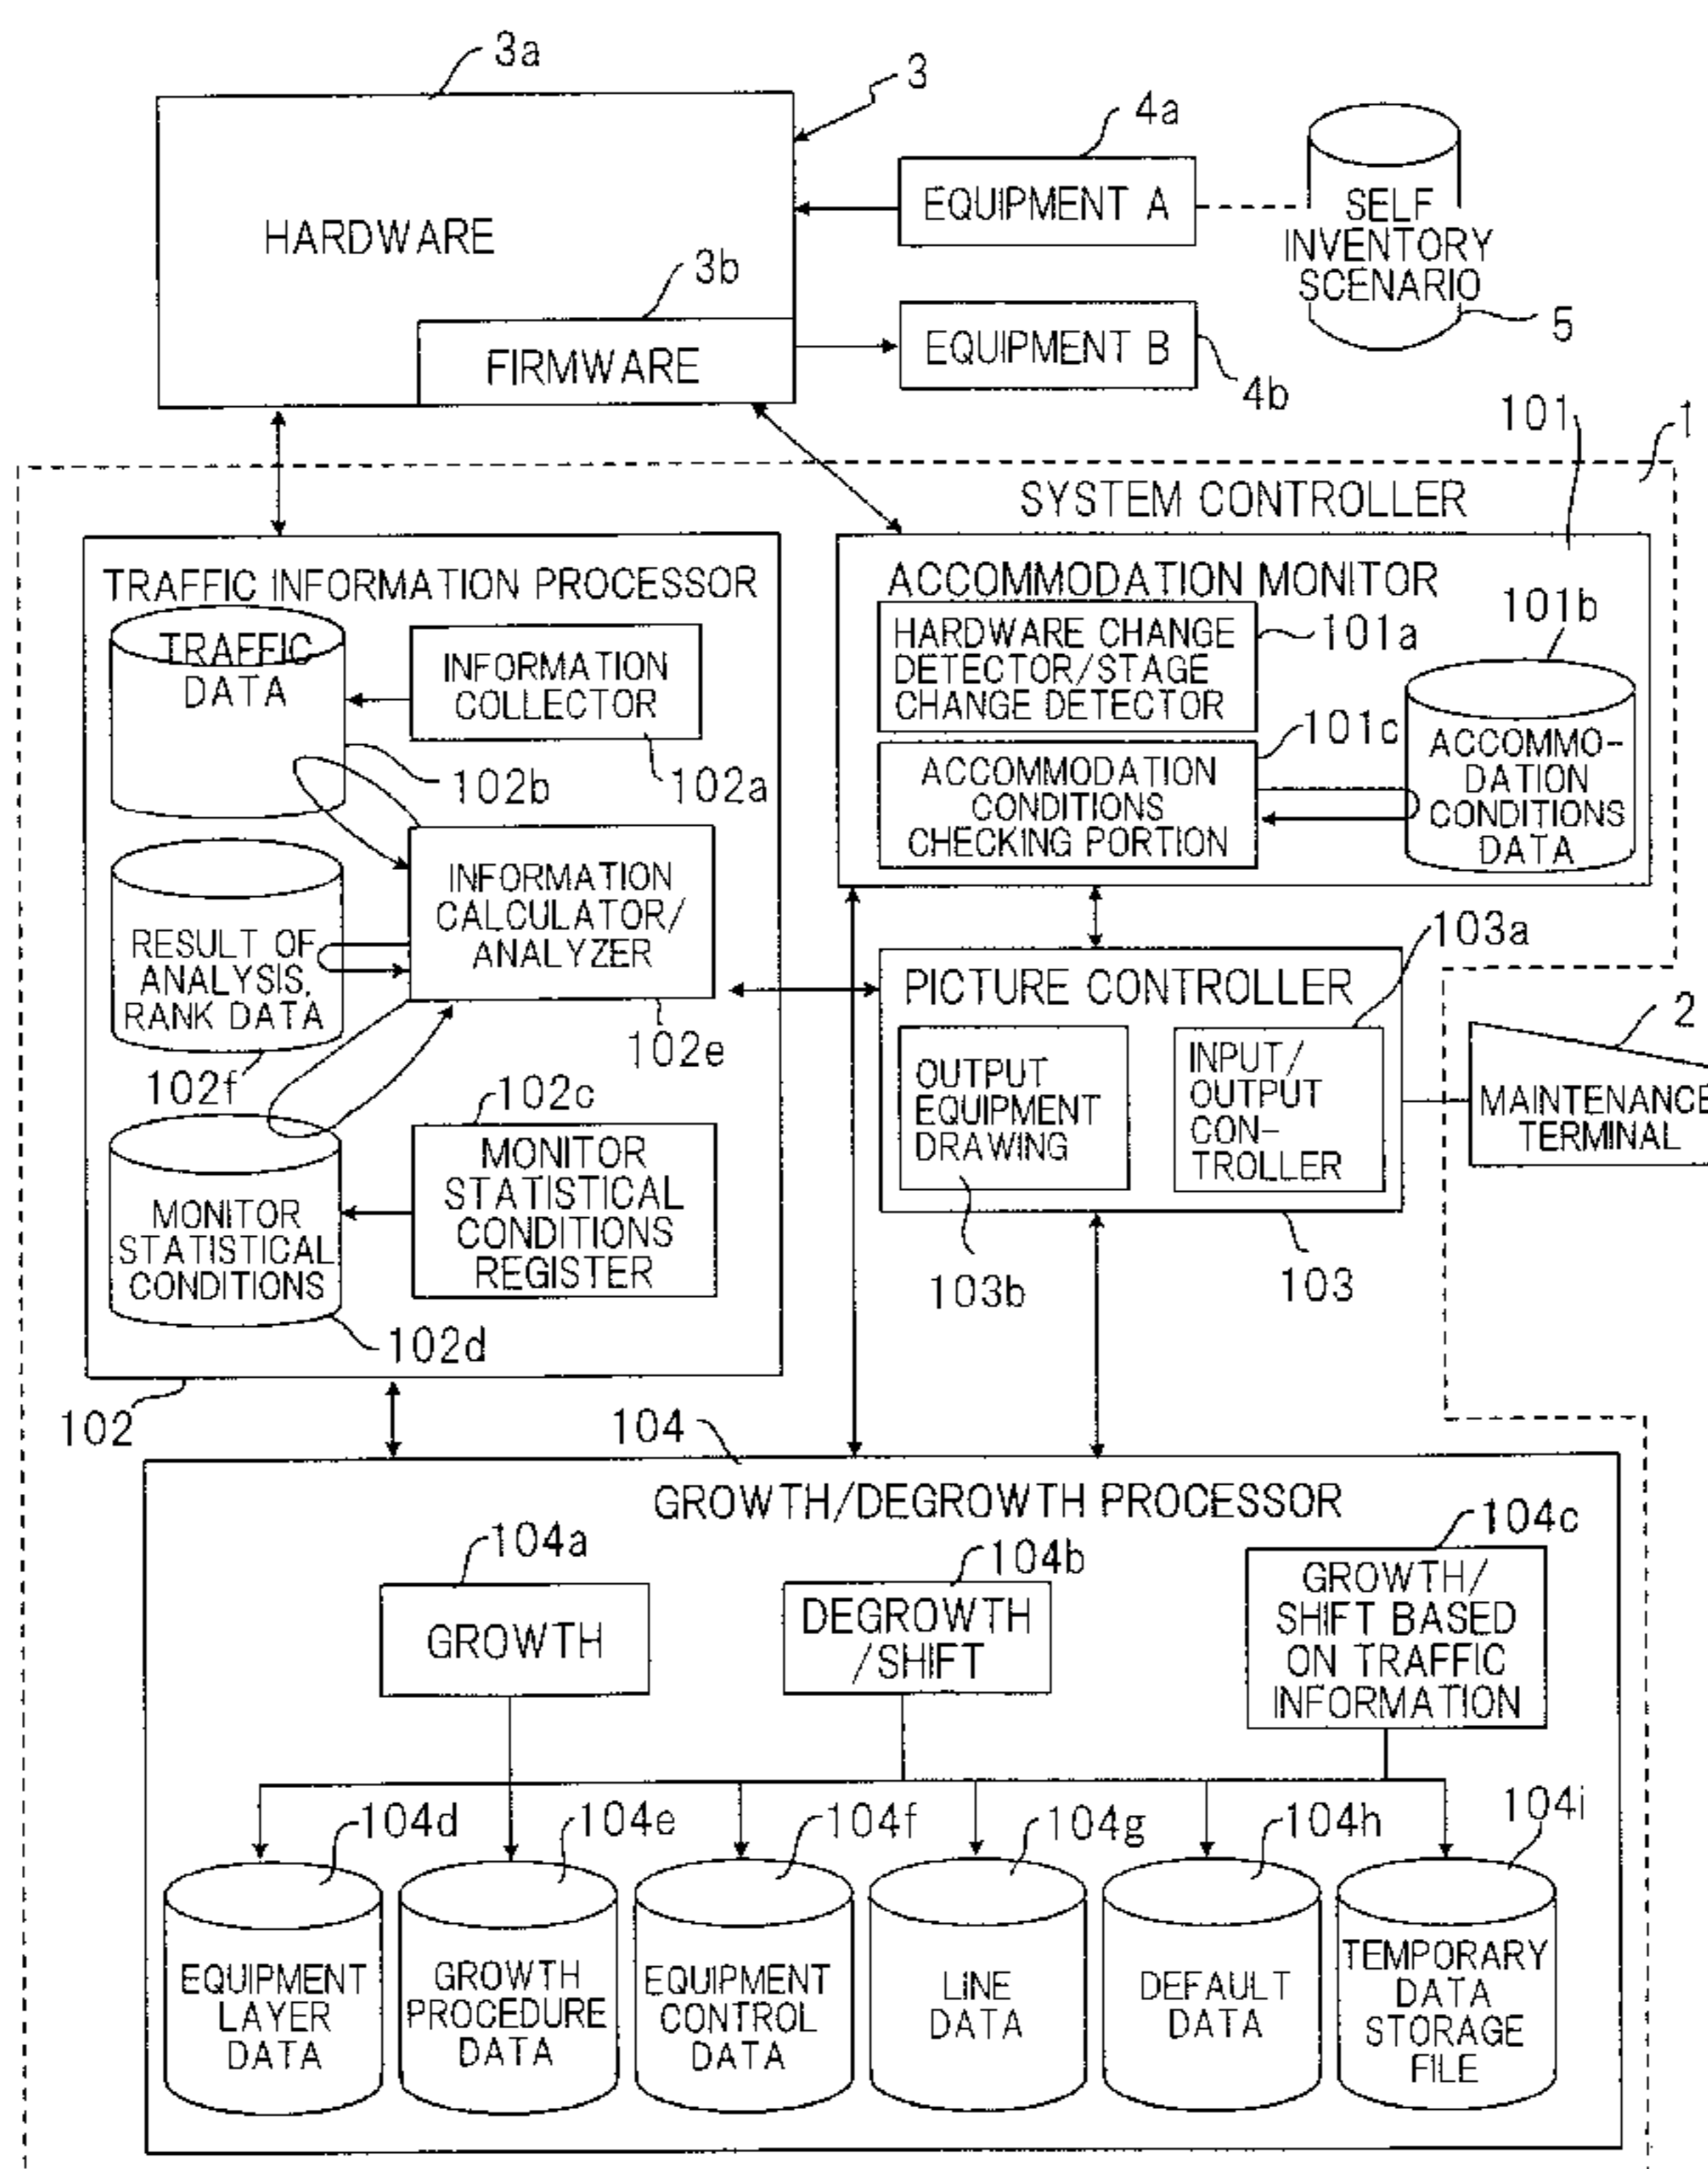 3a
3
4a
EQUIPMENT A
SELF
INVENTORY
SCENARIO
5
HARDWARE
3b
FIRMWARE
EQUIPMENT B
4b
101
1
SYSTEM CONTROLLER
TRAFFIC INFORMATION PROCESSOR
TRAFFIC
DATA
INFORMATION
COLLECTOR
102b
102a
INFORMATION
CALCULATOR/
ANALYZER
102e
RESULT OF
ANALYSIS,
RANK DATA
102f
102c
MONITOR
STATISTICAL
CONDITIONS
REGISTER
MONITOR
STATISTICAL
CONDITIONS
102d
102
ACCOMMODATION MONITOR
HARDWARE CHANGE
DETECTOR/STAGE
CHANGE DETECTOR
101a
101b
101c
ACCOMMODATION
CONDITIONS
CHECKING PORTION
ACCOMMO-
DATION
CONDITIONS
DATA
103a
PICTURE CONTROLLER
OUTPUT
EQUIPMENT
DRAWING
INPUT/
OUTPUT
CON-
TROLLER
103b
103
2
MAINTENANCE
TERMINAL
104
GROWTH/DEGROWTH PROCESSOR
104a
GROWTH
104b
DEGROWTH
/SHIFT
104c
GROWTH/
SHIFT BASED
ON TRAFFIC
INFORMATION
104d
104e
104f
104g
104h
104i
EQUIPMENT
LAYER
DATA
GROWTH
PROCEDURE
DATA
EQUIPMENT
CONTROL
DATA
LINE
DATA
DEFAULT
DATA
TEMPORARY
DATA
STORAGE
FILE